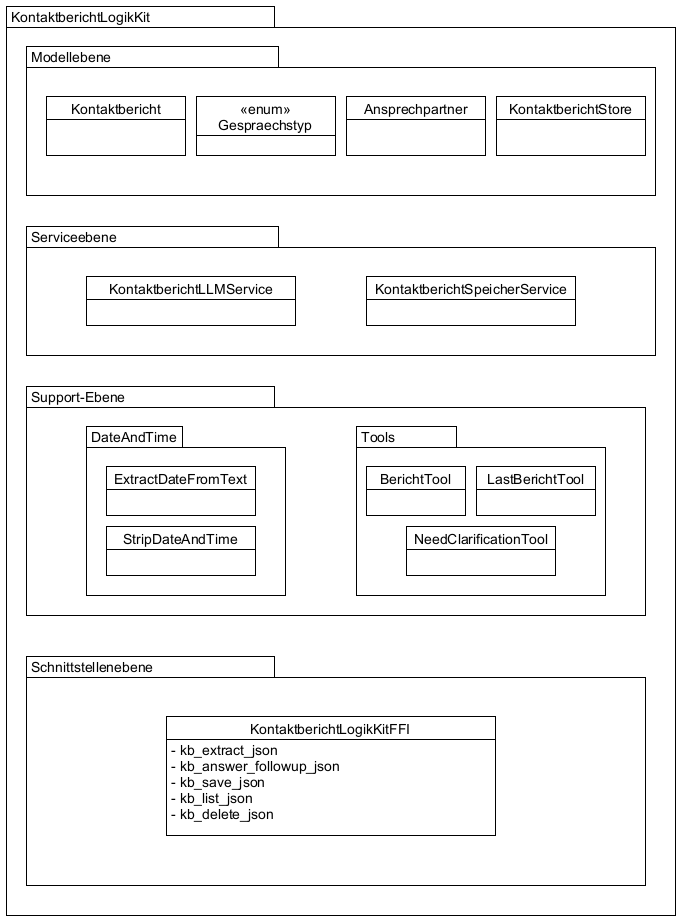 KontaktberichtLogikKit
Modellebene
Kontaktbericht
«enum»
Gespraechstyp
Ansprechpartner
KontaktberichtStore
Serviceebene
KontaktberichtLLMService
KontaktberichtSpeicherService
Support-Ebene
DateAndTime
ExtractDateFromText
StripDateAndTime
Tools
BerichtTool
LastBerichtTool
NeedClarificationTool
Schnittstellenebene
KontaktberichtLogikKitFFI
- kb_extract_json
- kb_answer_followup_json
- kb_save_json
- kb_list_json
- kb_delete_json